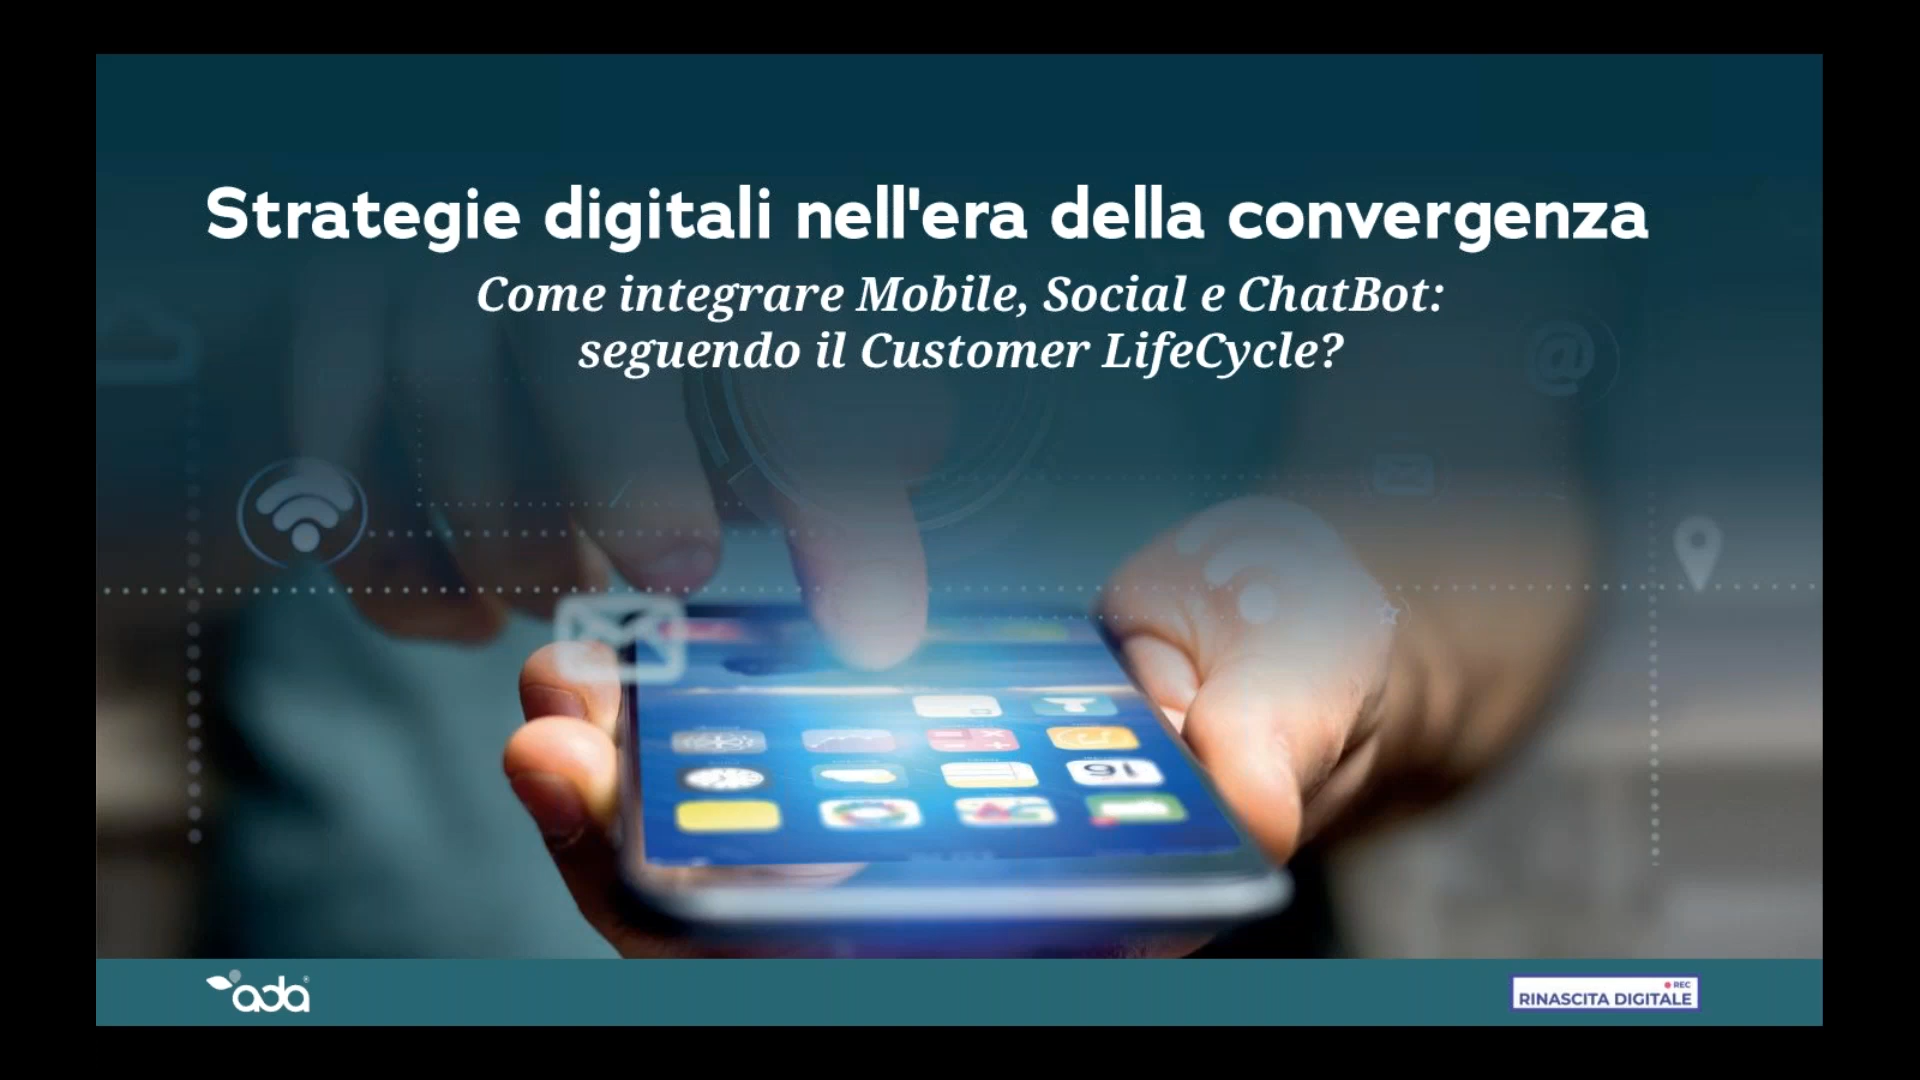 Strategie digitali nell'era della convergenza
Come integrare Mobile, Social e ChatBot:
seguendo il Customer LifeCycle?
91
ada
REC
RINASCITA DIGITALE